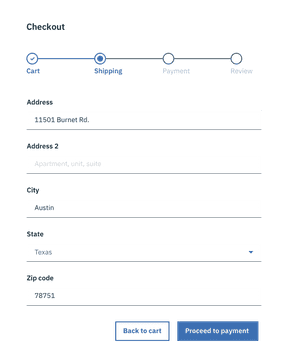 Checkout
Cart Shipping Payment Review
Address
11501 Burnet Rd.
Address 2
Apartment, unit, suite
City
Austin
State
Texas
Zip code
78751
Back to cart Proceed to payment